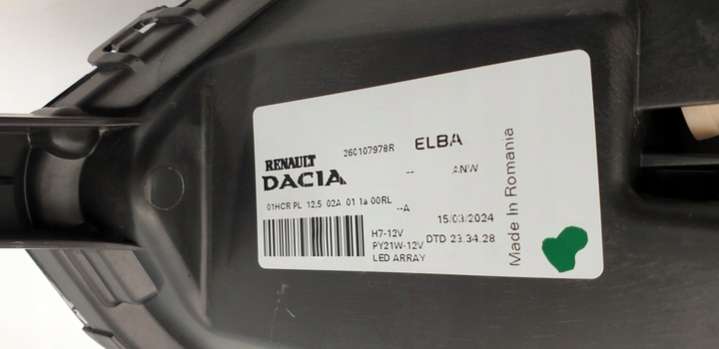 260107978R ELBA
RENAULT -- ANW
DACIA
01HCR PL 12.5 02A 01 1a 00RL --A
15/03/2024
H7-12V
PY21W-12V DTD 23.34.28
LED ARRAY
Made In Romania